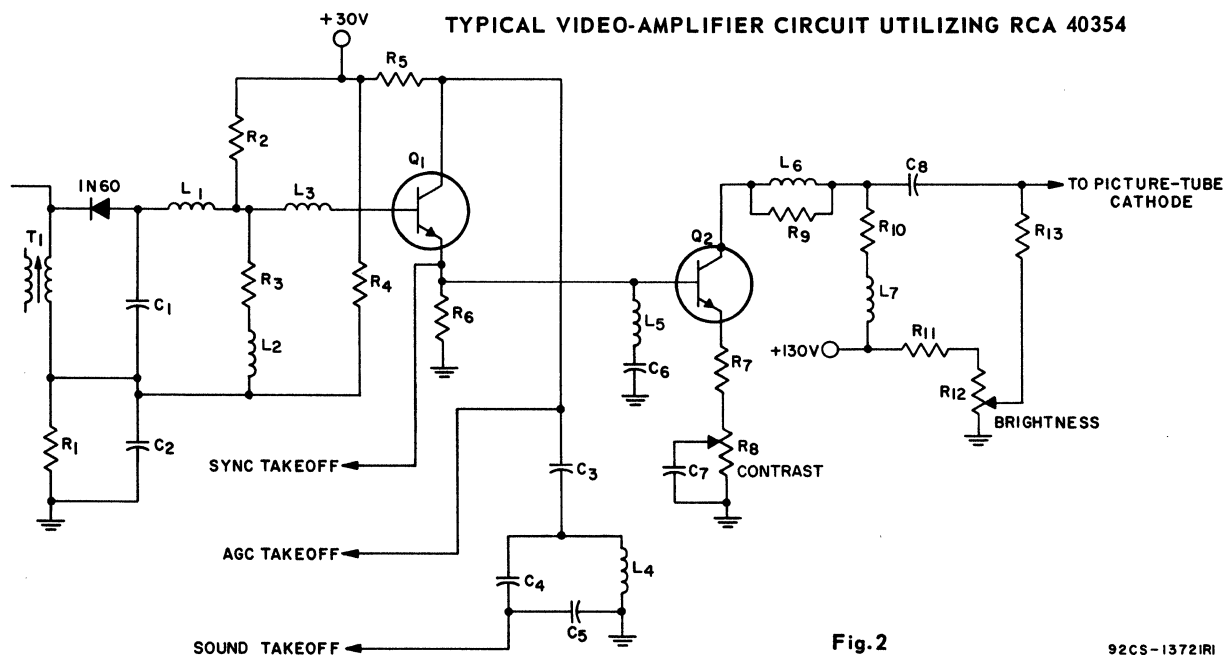 TYPICAL VIDEO-AMPLIFIER CIRCUIT UTILIZING RCA 40354
+30V
R5
R2
Q1
1N60
L1
L3
L6
C8
TO PICTURE-TUBE
CATHODE
R9
R10
R13
T1
R3
R4
Q2
C1
R6
L5
L7
L2
C6
+130V
R11
R7
R12
BRIGHTNESS
R1
C2
SYNC TAKEOFF
C3
C7
R8
CONTRAST
AGC TAKEOFF
C4
L4
C5
SOUND TAKEOFF
Fig.2
92CS-13721R1